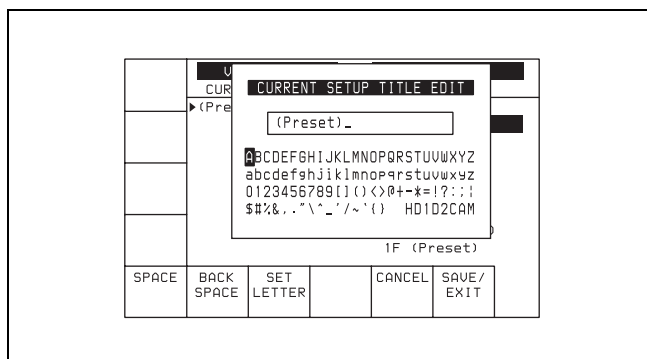 CUR
CURRENT SETUP TITLE EDIT
▶(Pre
(Preset)_
ABCDEFGHIJKLMNOPQRSTUVWXYZ
abcdefghjiklmnopqrstuvwxyz
0123456789[]()<>@+-*=!?:;¦
$#%&,."\^_'/~`{} HD1D2CAM
1F (Preset)
SPACE
BACK
SPACE
SET
LETTER
CANCEL
SAVE/
EXIT